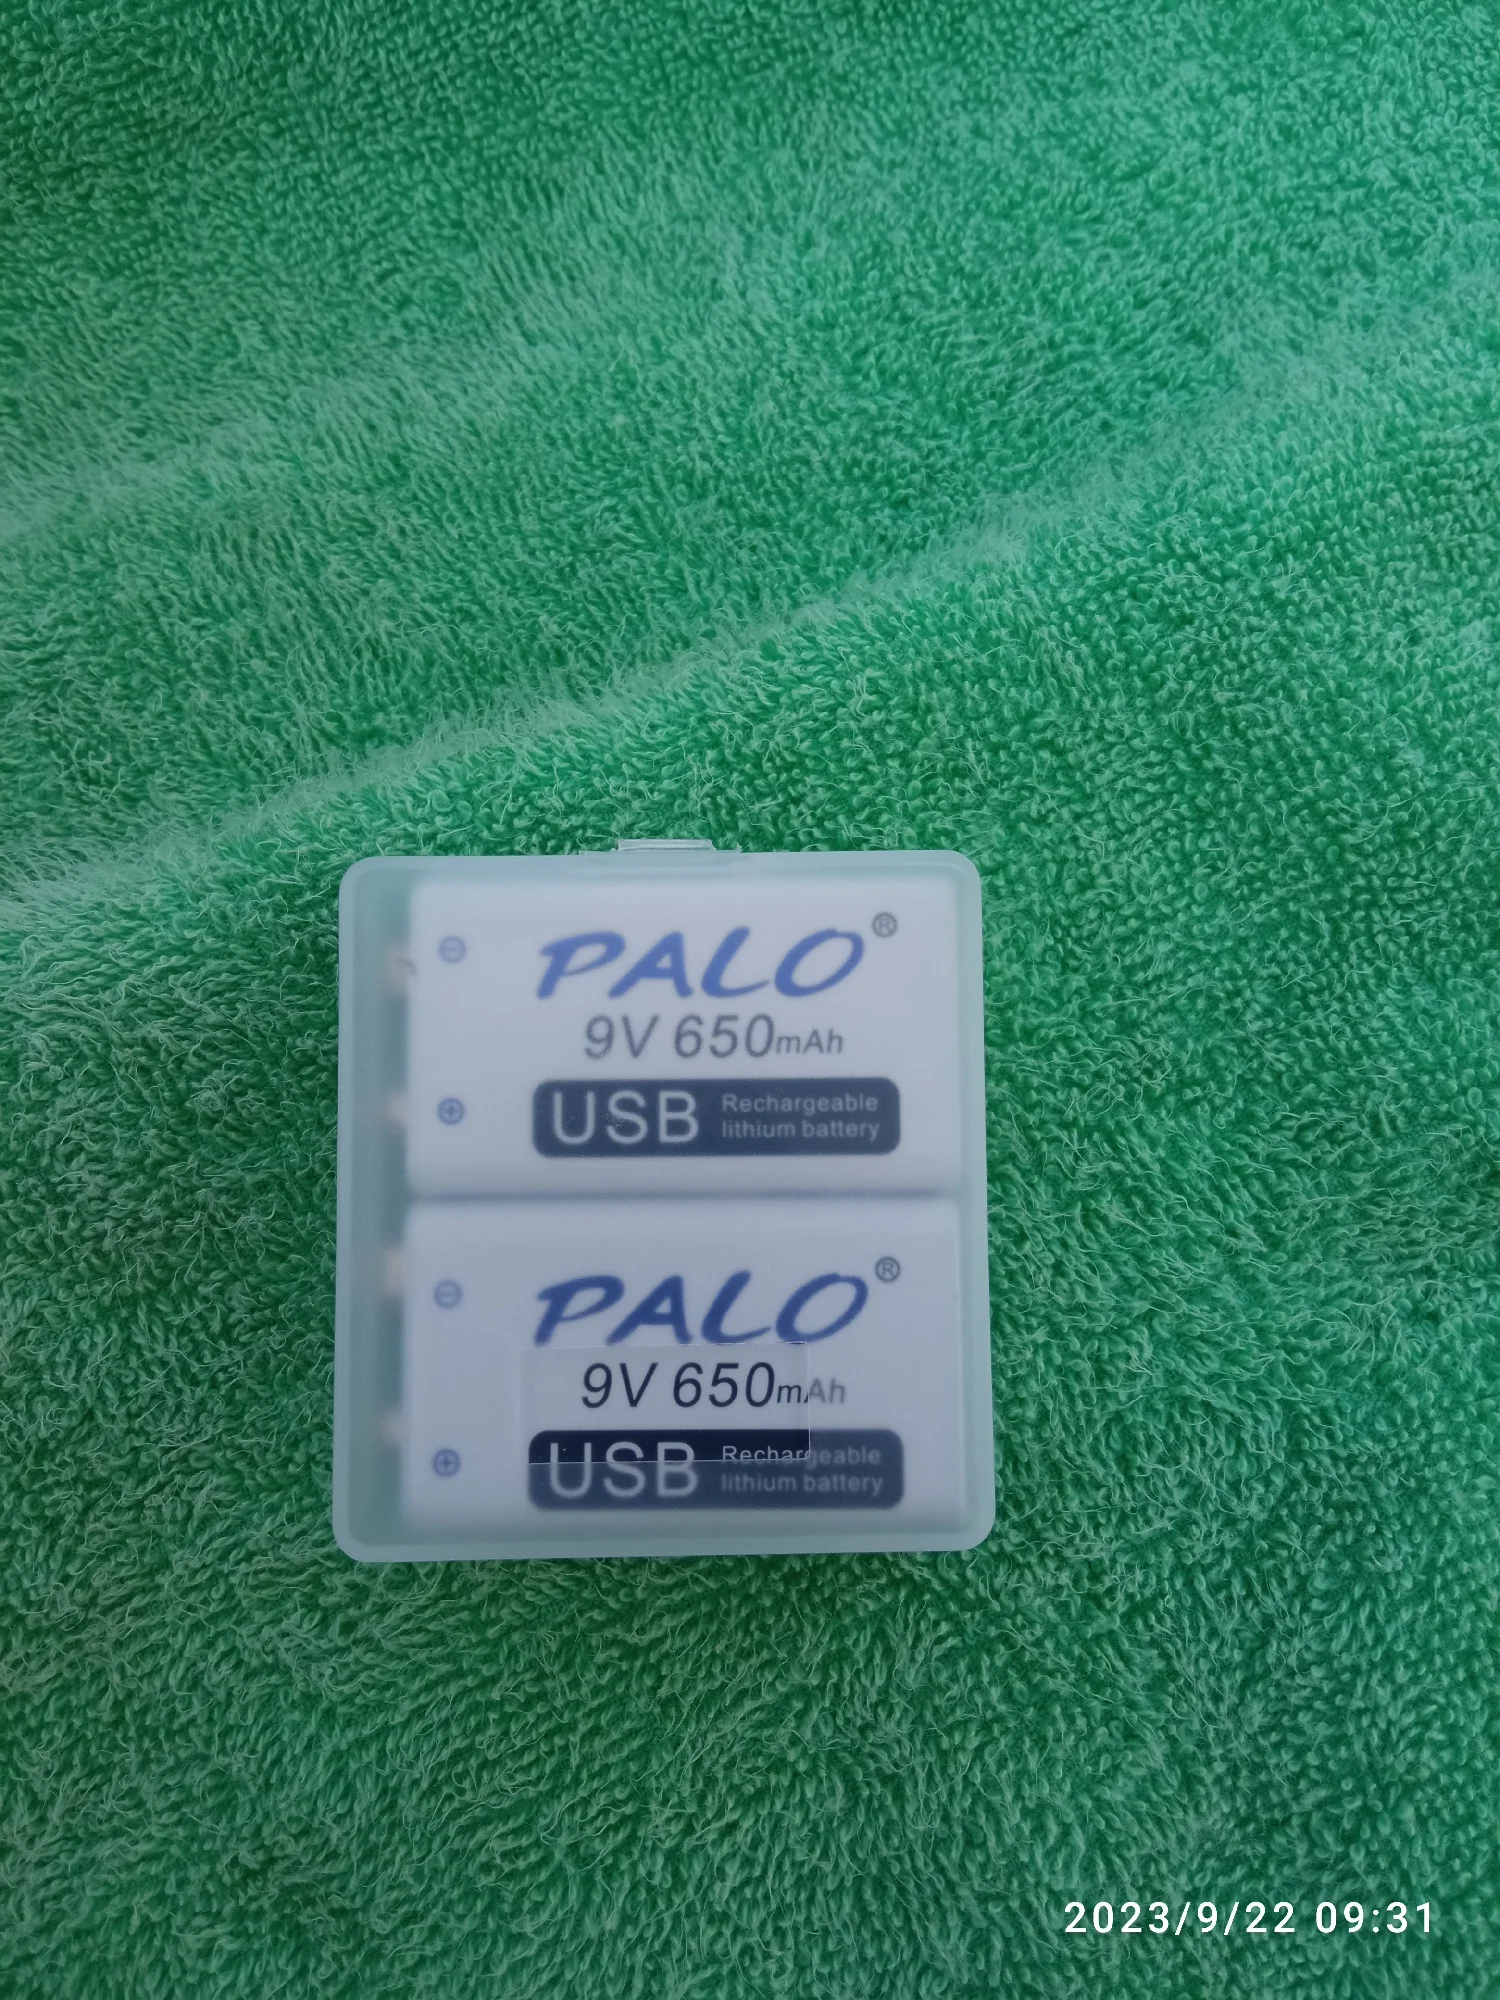 PALO®
9V 650mAh
USB Rechargeable
lithium battery
PALO®
9V 650mAh
USB Rechargeable
lithium battery
2023/9/22 09:31